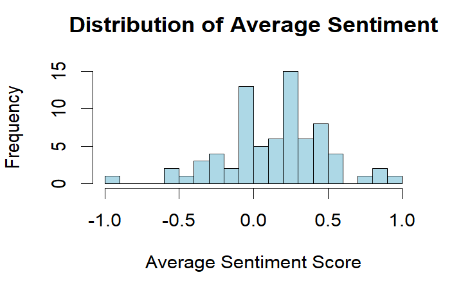 Distribution of Average Sentiment
Frequency
15
10
5
0
-1.0 -0.5 0.0 0.5 1.0
Average Sentiment Score